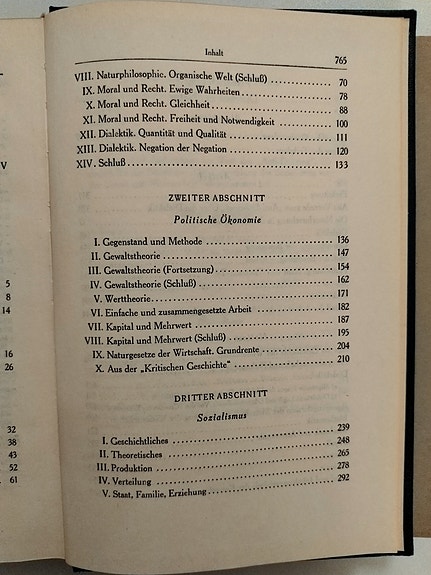 V
5
8
14
16
26
32
38
43
52
. 61
Inhalt 765
VIII. Naturphilosophie. Organische Welt (Schluß) ........ 70
IX. Moral und Recht. Ewige Wahrheiten ........ 78
X. Moral und Recht. Gleichheit ........ 88
XI. Moral und Recht. Freiheit und Notwendigkeit ........ 100
XII. Dialektik. Quantität und Qualität ........ 111
XIII. Dialektik. Negation der Negation ........ 120
XIV. Schluß ........ 133
ZWEITER ABSCHNITT
Politische Ökonomie
I. Gegenstand und Methode ........ 136
II. Gewaltstheorie ........ 147
III. Gewaltstheorie (Fortsetzung) ........ 154
IV. Gewaltstheorie (Schluß) ........ 162
V. Werttheorie ........ 171
VI. Einfache und zusammengesetzte Arbeit ........ 182
VII. Kapital und Mehrwert ........ 187
VIII. Kapital und Mehrwert (Schluß) ........ 195
IX. Naturgesetze der Wirtschaft. Grundrente ........ 204
X. Aus der „Kritischen Geschichte“ ........ 210
DRITTER ABSCHNITT
Sozialismus
I. Geschichtliches ........ 239
II. Theoretisches ........ 248
III. Produktion ........ 265
IV. Verteilung ........ 278
V. Staat, Familie, Erziehung ........ 292